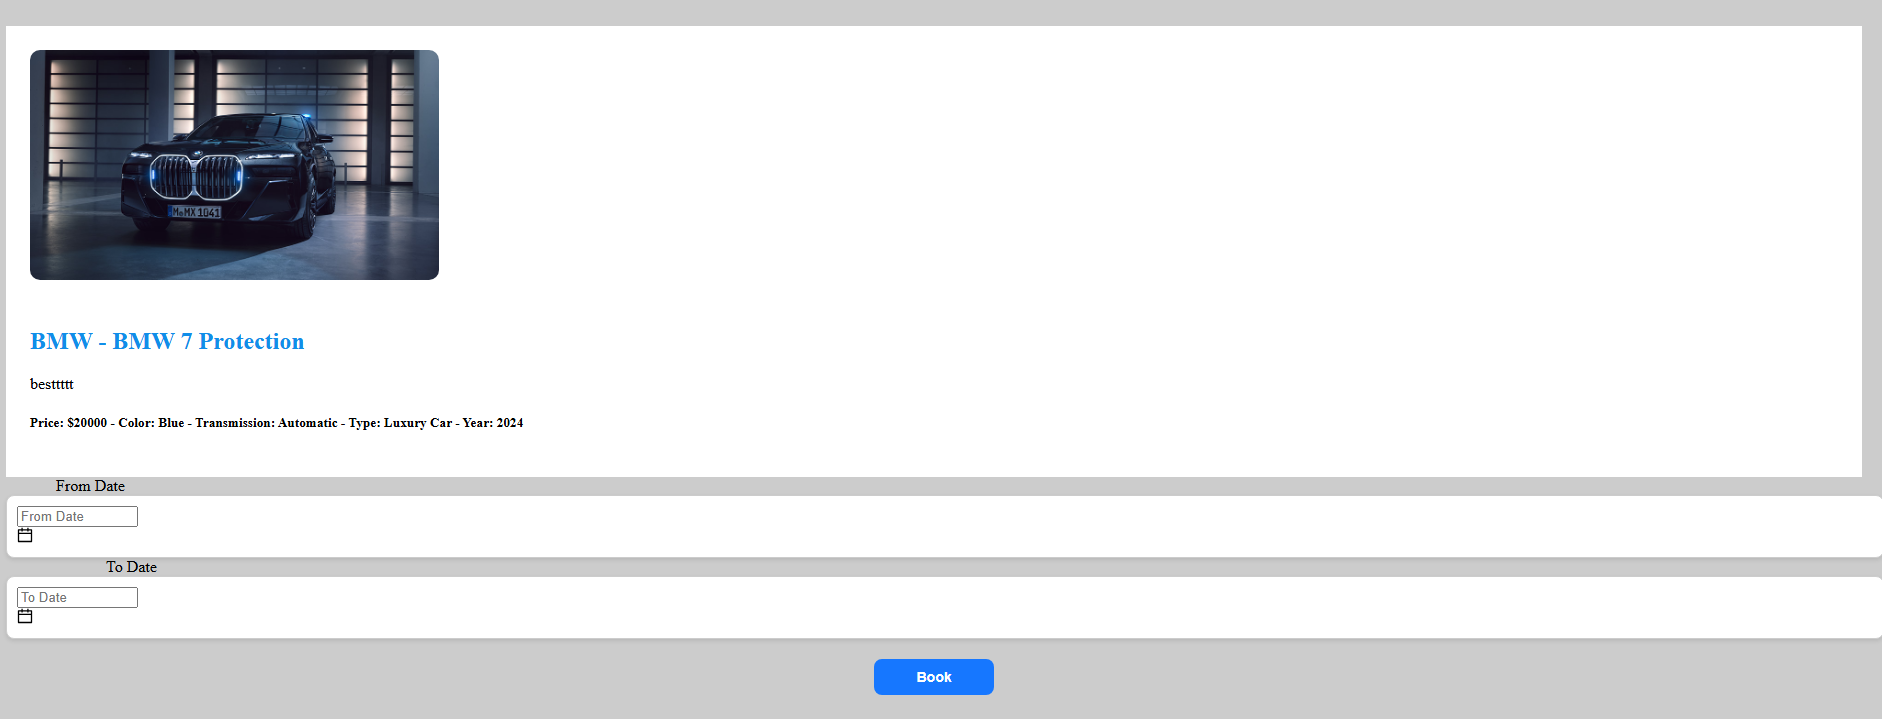 M MX 1041
BMW - BMW 7 Protection
besttttt
Price: $20000 - Color: Blue - Transmission: Automatic - Type: Luxury Car - Year: 2024
From Date
From Date
To Date
To Date
Book